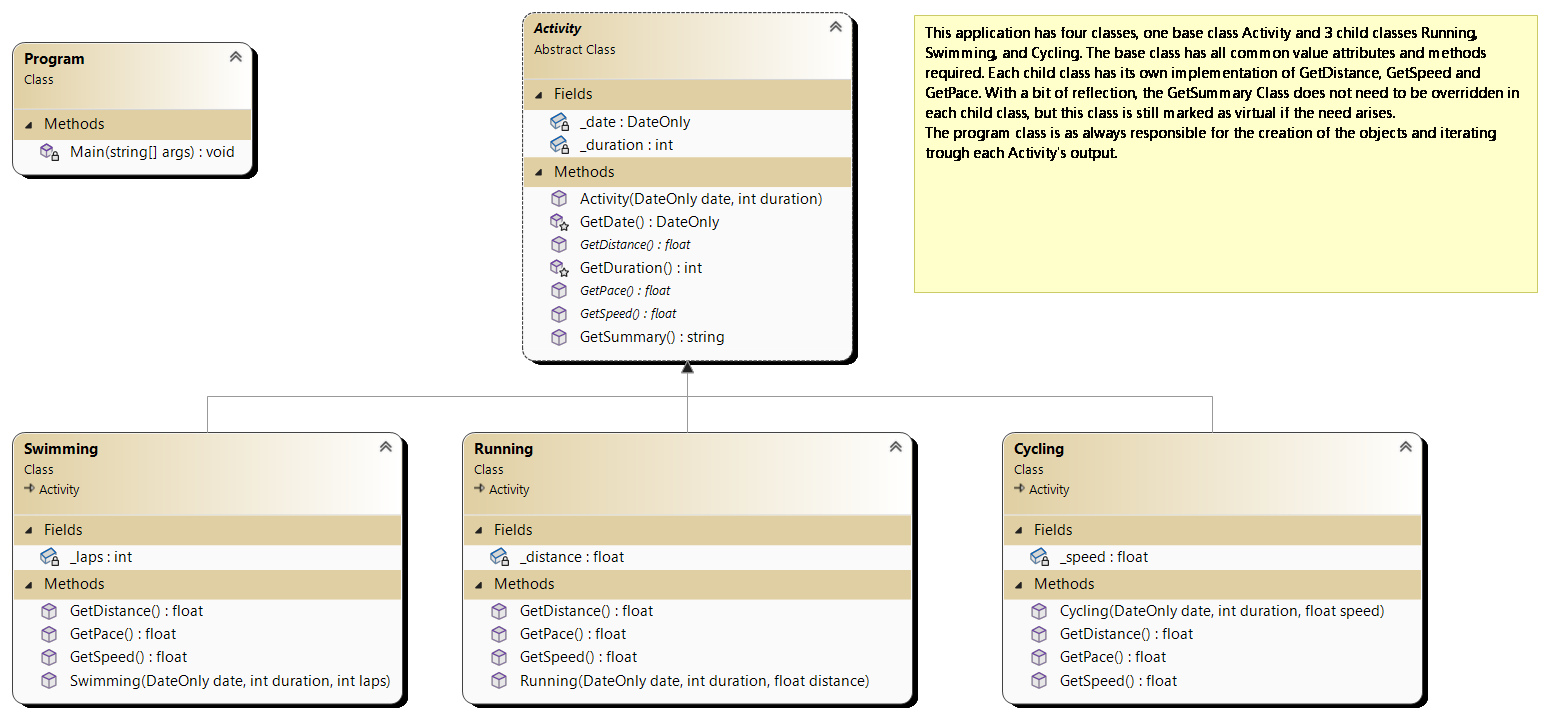 Program
Class
Methods
Main(string[] args) : void
Activity
Abstract Class
Fields
_date : DateOnly
_duration : int
Methods
Activity(DateOnly date, int duration)
GetDate() : DateOnly
GetDistance() : float
GetDuration() : int
GetPace() : float
GetSpeed() : float
GetSummary() : string
This application has four classes, one base class Activity and 3 child classes Running,
Swimming, and Cycling. The base class has all common value attributes and methods
required. Each child class has its own implementation of GetDistance, GetSpeed and
GetPace. With a bit of reflection, the GetSummary Class does not need to be overridden in
each child class, but this class is still marked as virtual if the need arises.
The program class is as always responsible for the creation of the objects and iterating
trough each Activity's output.
Swimming
Class
Activity
Fields
_laps : int
Methods
GetDistance() : float
GetPace() : float
GetSpeed() : float
Swimming(DateOnly date, int duration, int laps)
Running
Class
Activity
Fields
_distance : float
Methods
GetDistance() : float
GetPace() : float
GetSpeed() : float
Running(DateOnly date, int duration, float distance)
Cycling
Class
Activity
Fields
_speed : float
Methods
Cycling(DateOnly date, int duration, float speed)
GetDistance() : float
GetPace() : float
GetSpeed() : float